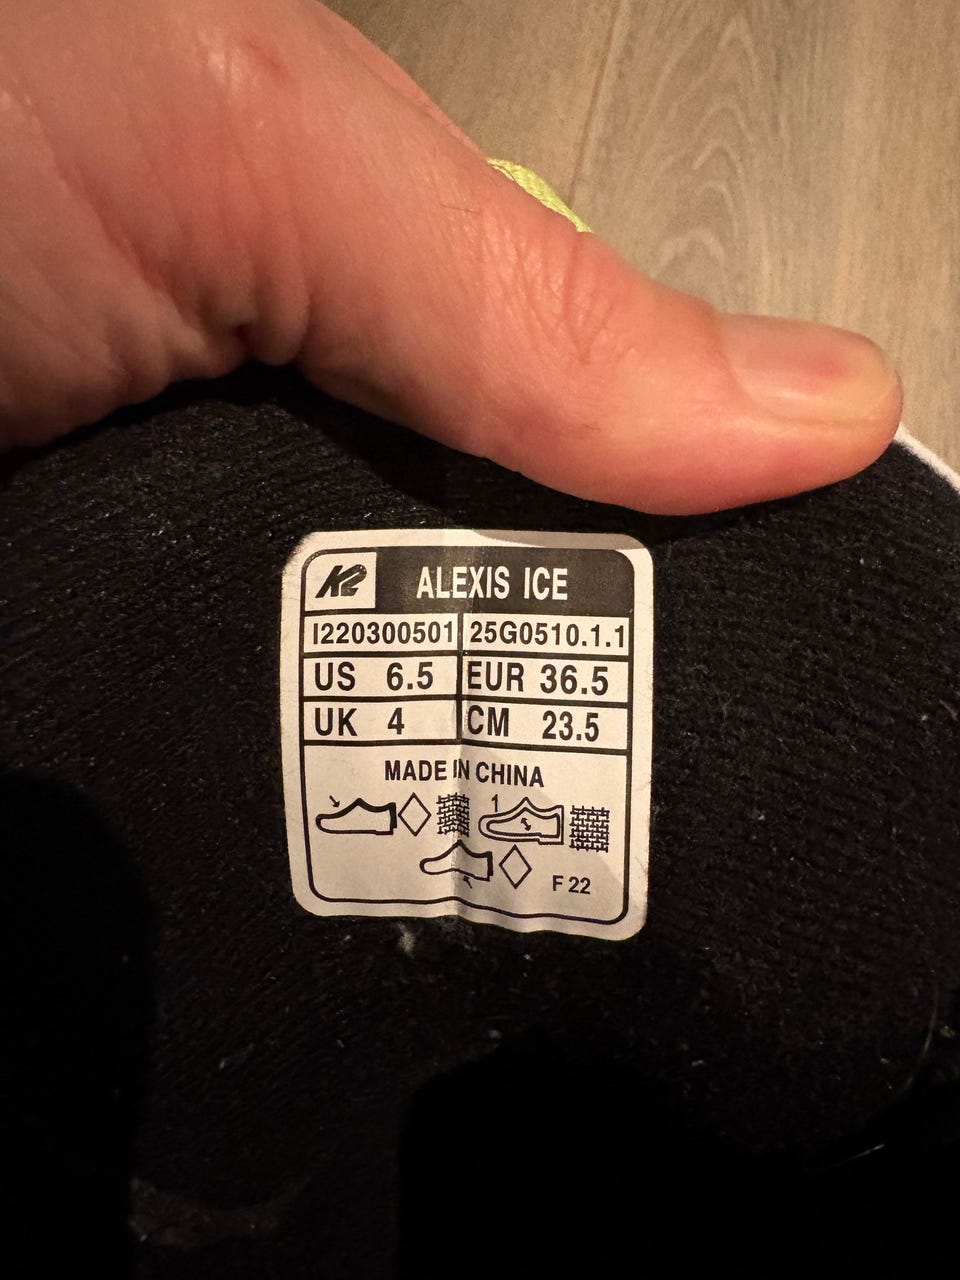 K2 ALEXIS ICE
I220300501 25G0510.1.1
US 6.5 EUR 36.5
UK 4 CM 23.5
MADE IN CHINA
1
F 22